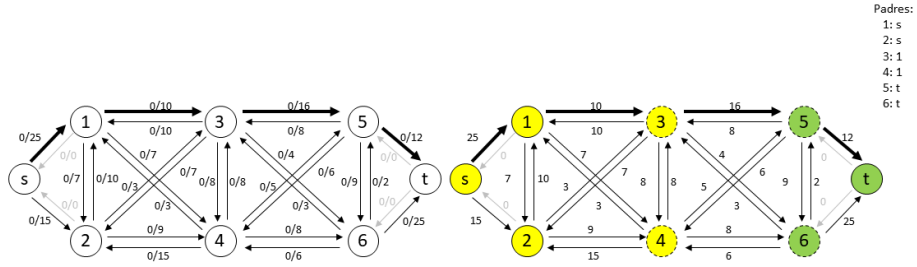 Padres:
1: s
2: s
3: 1
4: 1
5: t
6: t
0/10 0/16 10 16
1 3 5 1 3 5
0/25 0/10 0/8 0/12 25 10 8 12
0/0 0/7 0/4 0/0 0 7 4 0
s 0/7 0/10 0/3 0/7 0/8 0/8 0/5 0/6 0/9 0/2 t s 7 10 3 7 8 8 5 6 9 2 t
0/0 0/3 0/3 0/0 0 3 3 0
0/15 0/9 0/8 0/25 15 9 8 25
2 4 6 2 4 6
0/15 0/6 15 6